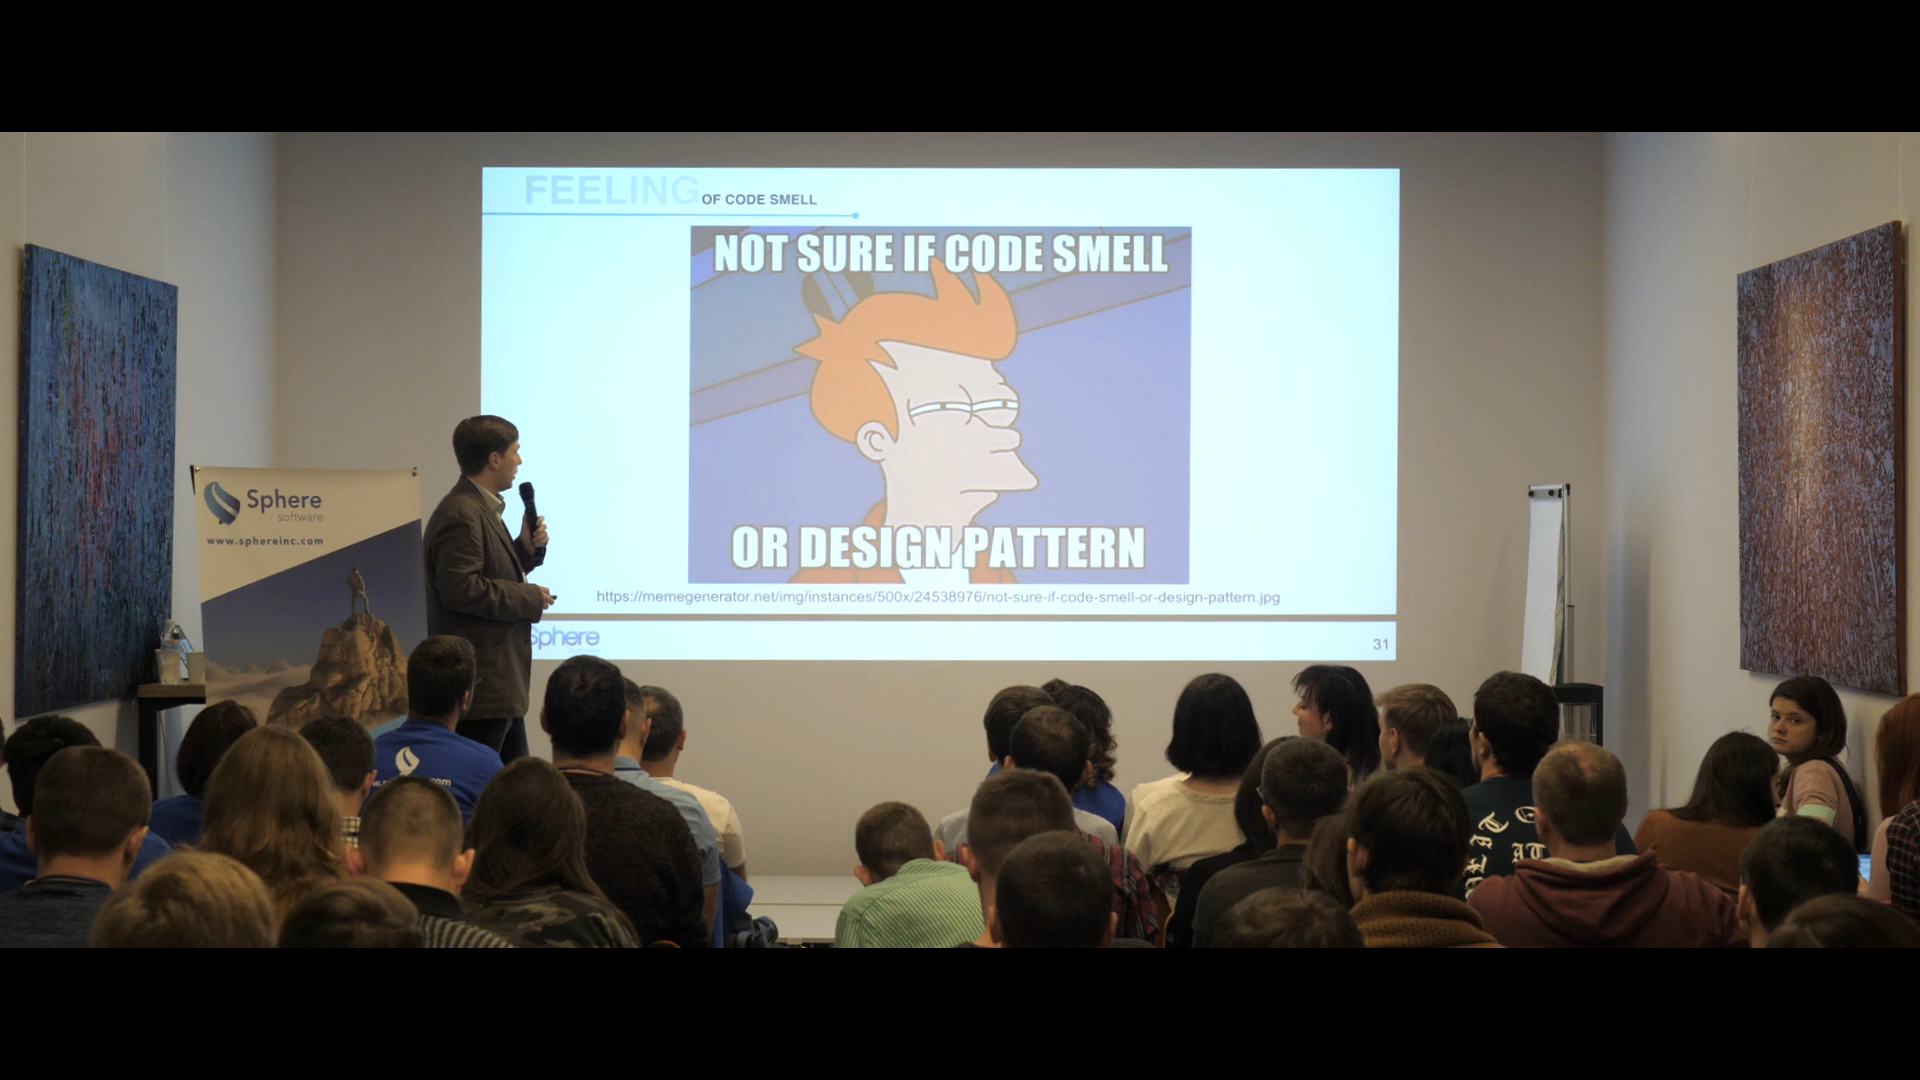 FEELING OF CODE SMELL
NOT SURE IF CODE SMELL
OR DESIGN PATTERN
https://memegenerator.net/img/instances/500x/24538976/not-sure-if-code-smell-or-design-pattern.jpg
Sphere
31
Sphere
software
www.sphereinc.com